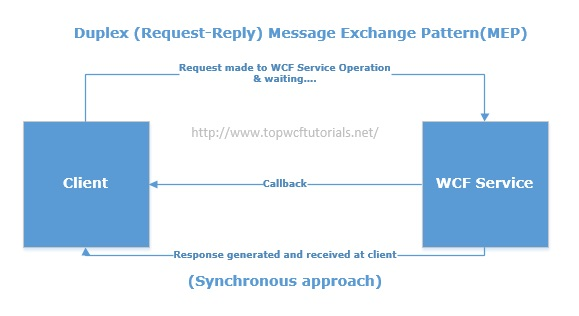 Duplex (Request-Reply) Message Exchange Pattern(MEP)
Request made to WCF Service Operation
& waiting....
http://www.topwcftutorials.net/
Client
Callback
WCF Service
Response generated and received at client
(Synchronous approach)